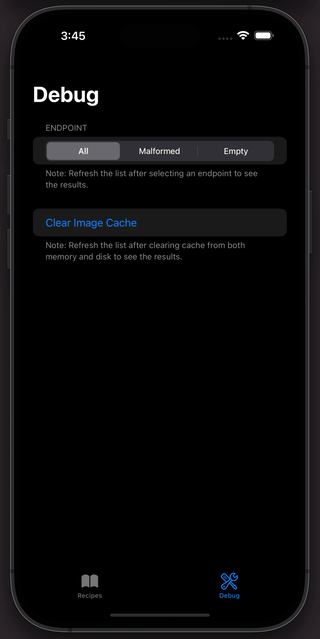 3:45
Debug
ENDPOINT
All
Malformed
Empty
Note: Refresh the list after selecting an endpoint to see
the results.
Clear Image Cache
Note: Refresh the list after clearing cache from both
memory and disk to see the results.
Recipes
Debug